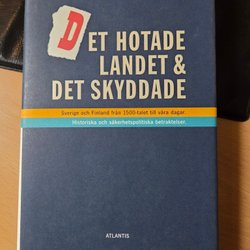 DET HOTADE
LANDET &
DET SKYDDADE
Sverige och Finland från 1500-talet till våra dagar.
Historiska och säkerhetspolitiska betraktelser.
ATLANTIS